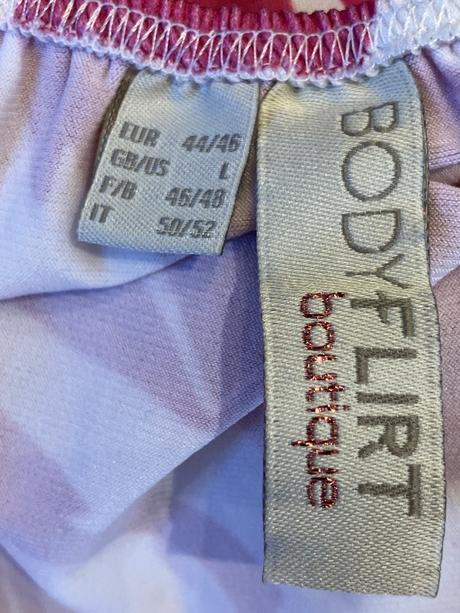 EUR 44/46
GB/US L
F/B 46/48
IT 50/52
BODYFLIRT
boutique